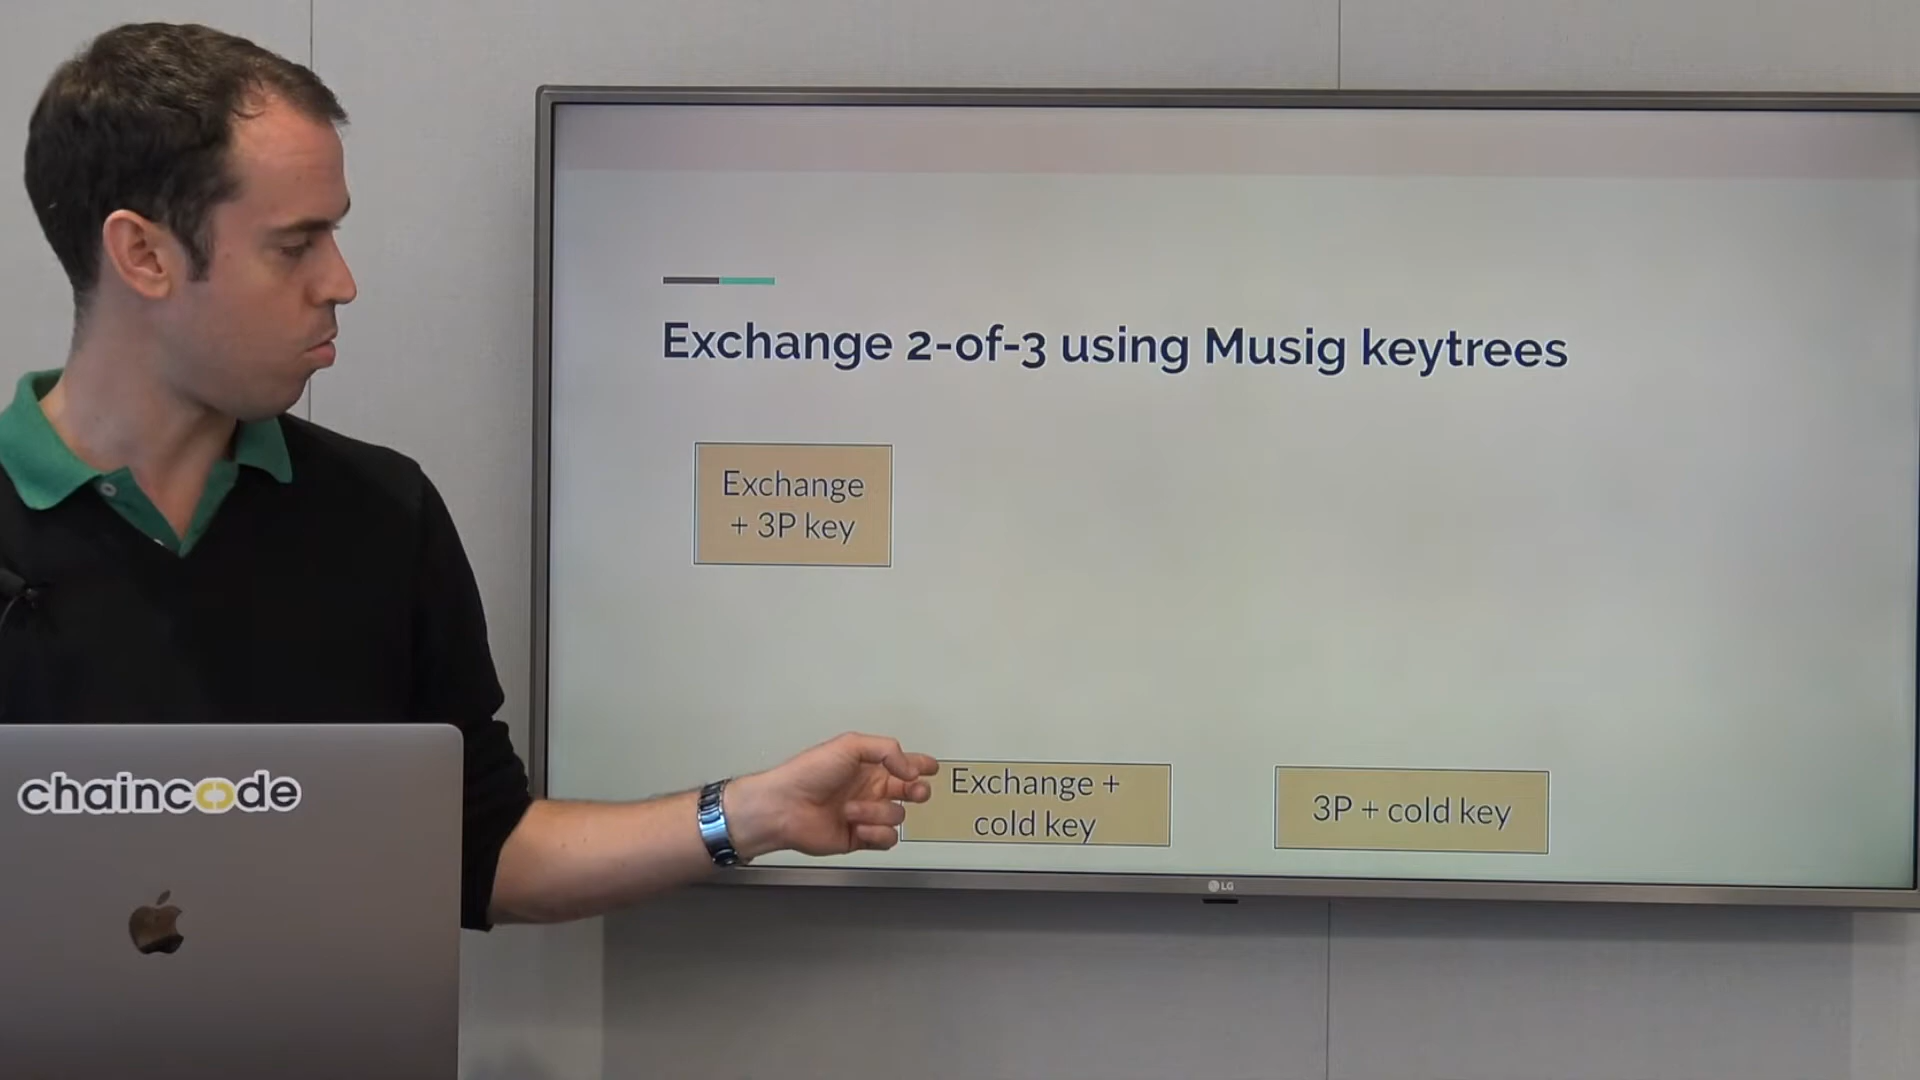 Exchange 2-of-3 using Musig keytrees
Exchange
+ 3P key
Exchange +
cold key
3P + cold key
chaincode
LG